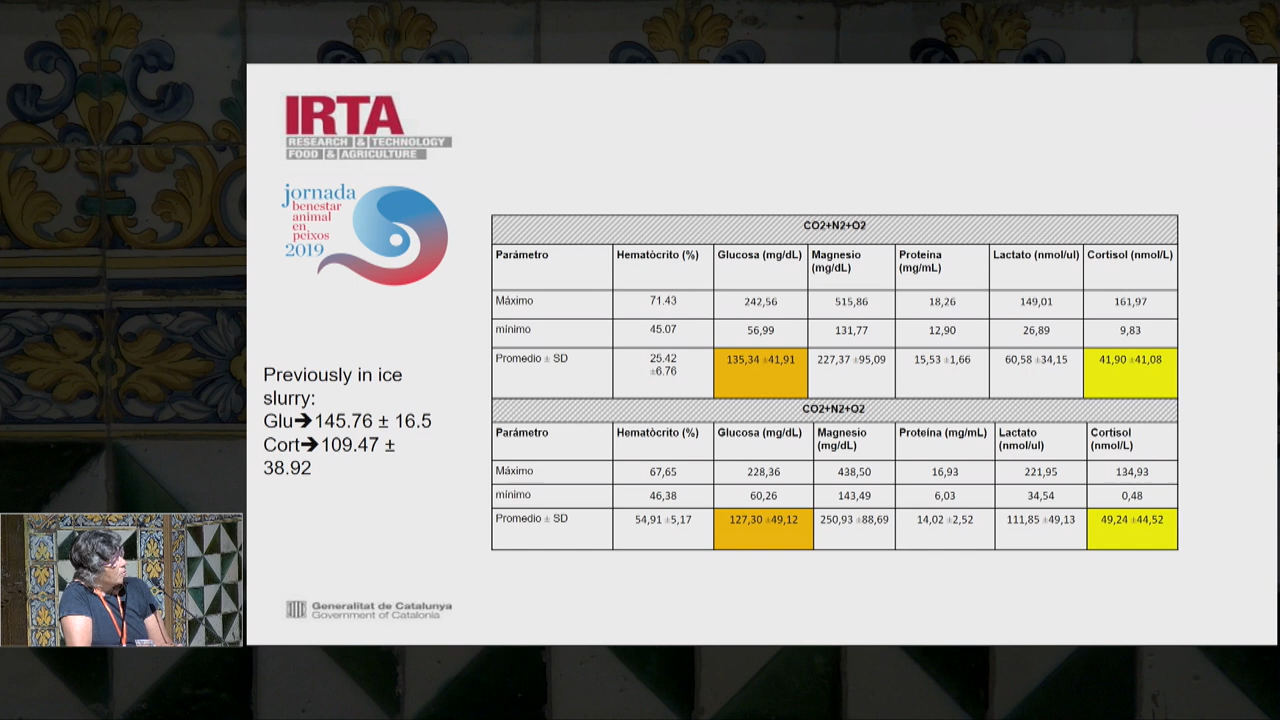 IRTA
RESEARCH & TECHNOLOGY
FOOD & AGRICULTURE
jornada
benestar
animal
en
peixos
2019
Previously in ice
slurry:
Glu➔145.76 ± 16.5
Cort➔109.47 ±
38.92
CO2+N2+O2
Parámetro Hematòcrito (%) Glucosa (mg/dL) Magnesio (mg/dL) Proteína (mg/mL) Lactato (nmol/ul) Cortisol (nmol/L)
Máximo 71.43 242,56 515,86 18,26 149,01 161,97
mínimo 45.07 56,99 131,77 12,90 26,89 9,83
Promedio ± SD 25.42 ±6.76 135,34 ±41,91 227,37 ±95,09 15,53 ±1,66 60,58 ±34,15 41,90 ±41,08
CO2+N2+O2
Parámetro Hematòcrito (%) Glucosa (mg/dL) Magnesio (mg/dL) Proteína (mg/mL) Lactato (nmol/ul) Cortisol (nmol/L)
Máximo 67,65 228,36 438,50 16,93 221,95 134,93
mínimo 46,38 60,26 143,49 6,03 34,54 0,48
Promedio ± SD 54,91 ±5,17 127,30 ±49,12 250,93 ±88,69 14,02 ±2,52 111,85 ±49,13 49,24 ±44,52
Generalitat de Catalunya
Government of Catalonia